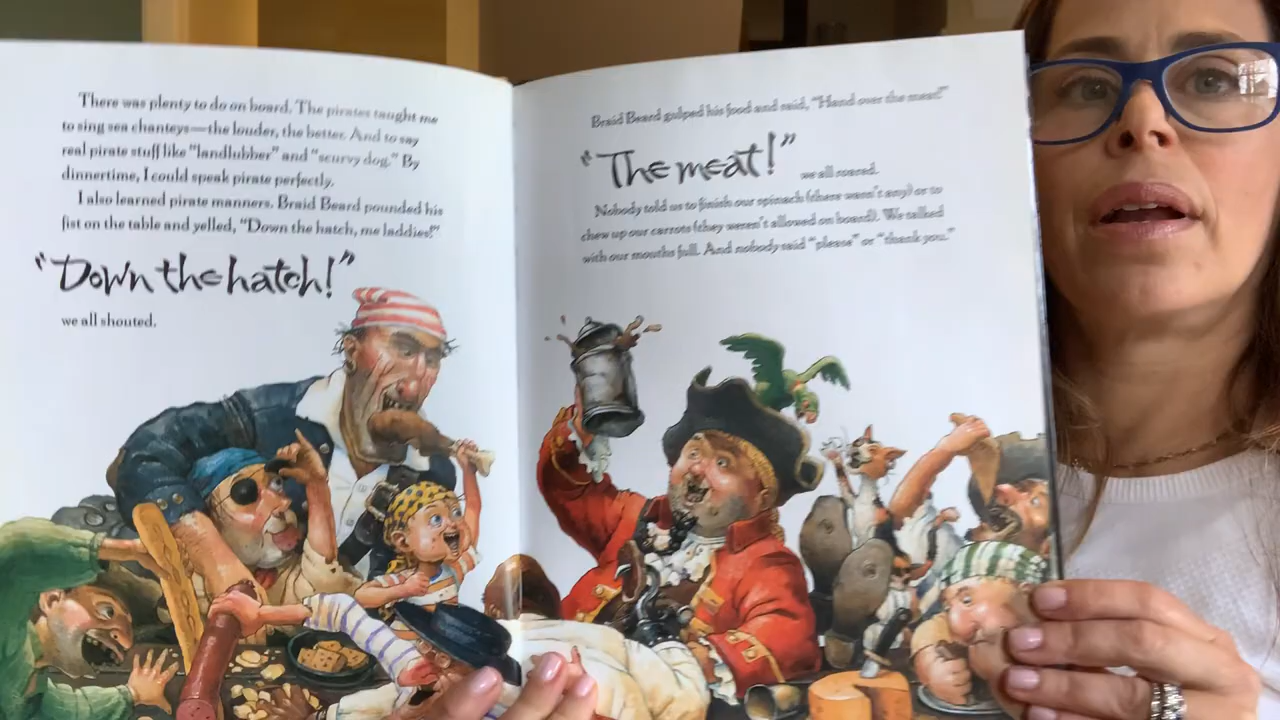 There was plenty to do on board. The pirates taught me
to sing sea chanteys—the louder, the better. And to say
real pirate stuff like "landlubber" and "scurvy dog." By
dinnertime, I could speak pirate perfectly.
I also learned pirate manners. Braid Beard pounded his
fist on the table and yelled, "Down the hatch, me laddies!"
"Down the hatch!"
we all shouted.
Braid Beard gulped his food and said, "Hand over the meat!"
"The meat!" we all roared.
Nobody told us to finish our spinach (there wasn't any) or to
chew up our carrots (they weren't allowed on board). We talked
with our mouths full. And nobody said "please" or "thank you."